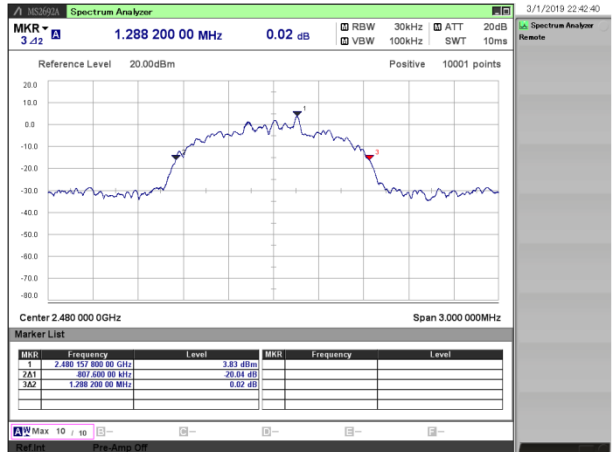 MS2692A Spectrum Analyzer
3/1/2019 22:42:40
MKR 3 Δ2 A 1.288 200 00 MHz 0.02 dB
M RBW 30kHz M ATT 20dB
M VBW 100kHz SWT 10ms
Spectrum Analyzer
Remote
Reference Level 20.00dBm Positive 10001 points
20.0
10.0
0.0
-10.0
-20.0
-30.0
-40.0
-50.0
-60.0
-70.0
-80.0
1
2
3
Center 2.480 000 0GHz Span 3.000 000MHz
Marker List
MKR Frequency Level MKR Frequency Level
1 2.480 157 800 00 GHz 3.83 dBm
2Δ1 -807.600 00 kHz -20.04 dB
3Δ2 1.288 200 00 MHz 0.02 dB
A W Max 10 / 10 B— C— D— E— F—
Ref.Int Pre-Amp Off